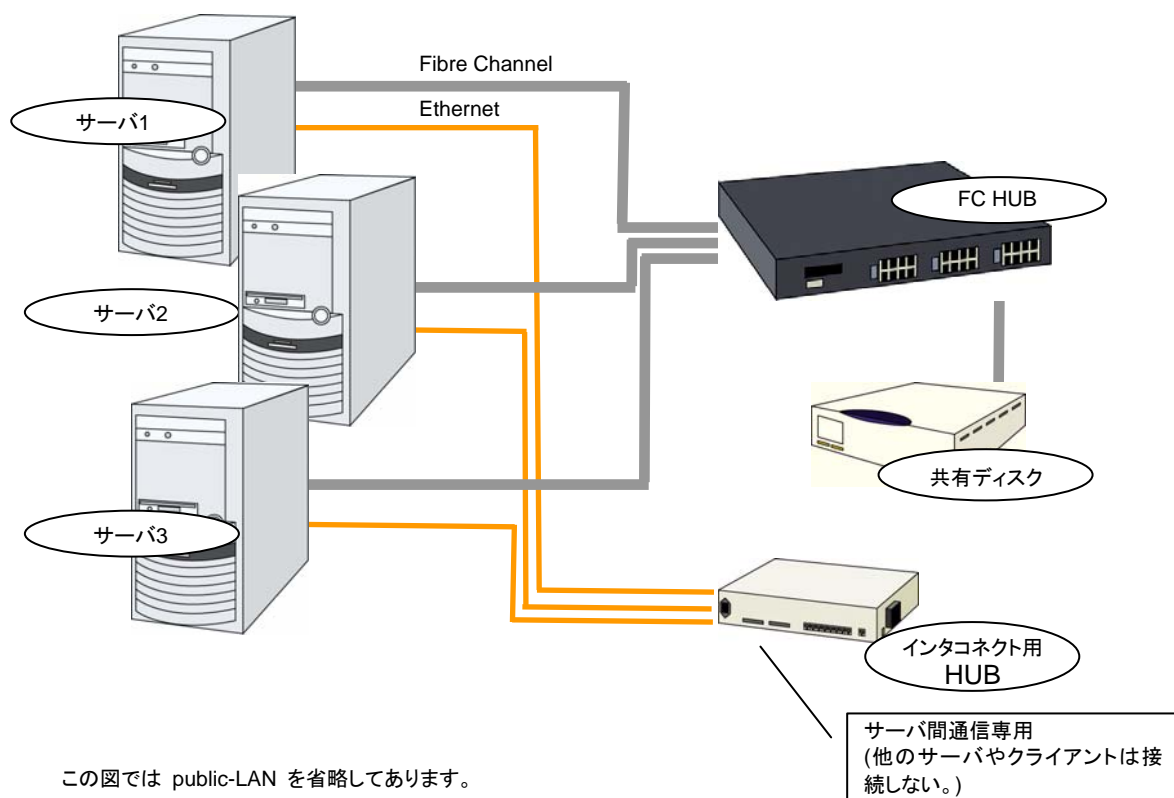 Fibre Channel
Ethernet
サーバ1
FC HUB
サーバ2
共有ディスク
サーバ3
インタコネクト用
HUB
サーバ間通信専用
(他のサーバやクライアントは接
続しない。)
この図では public-LAN を省略してあります。